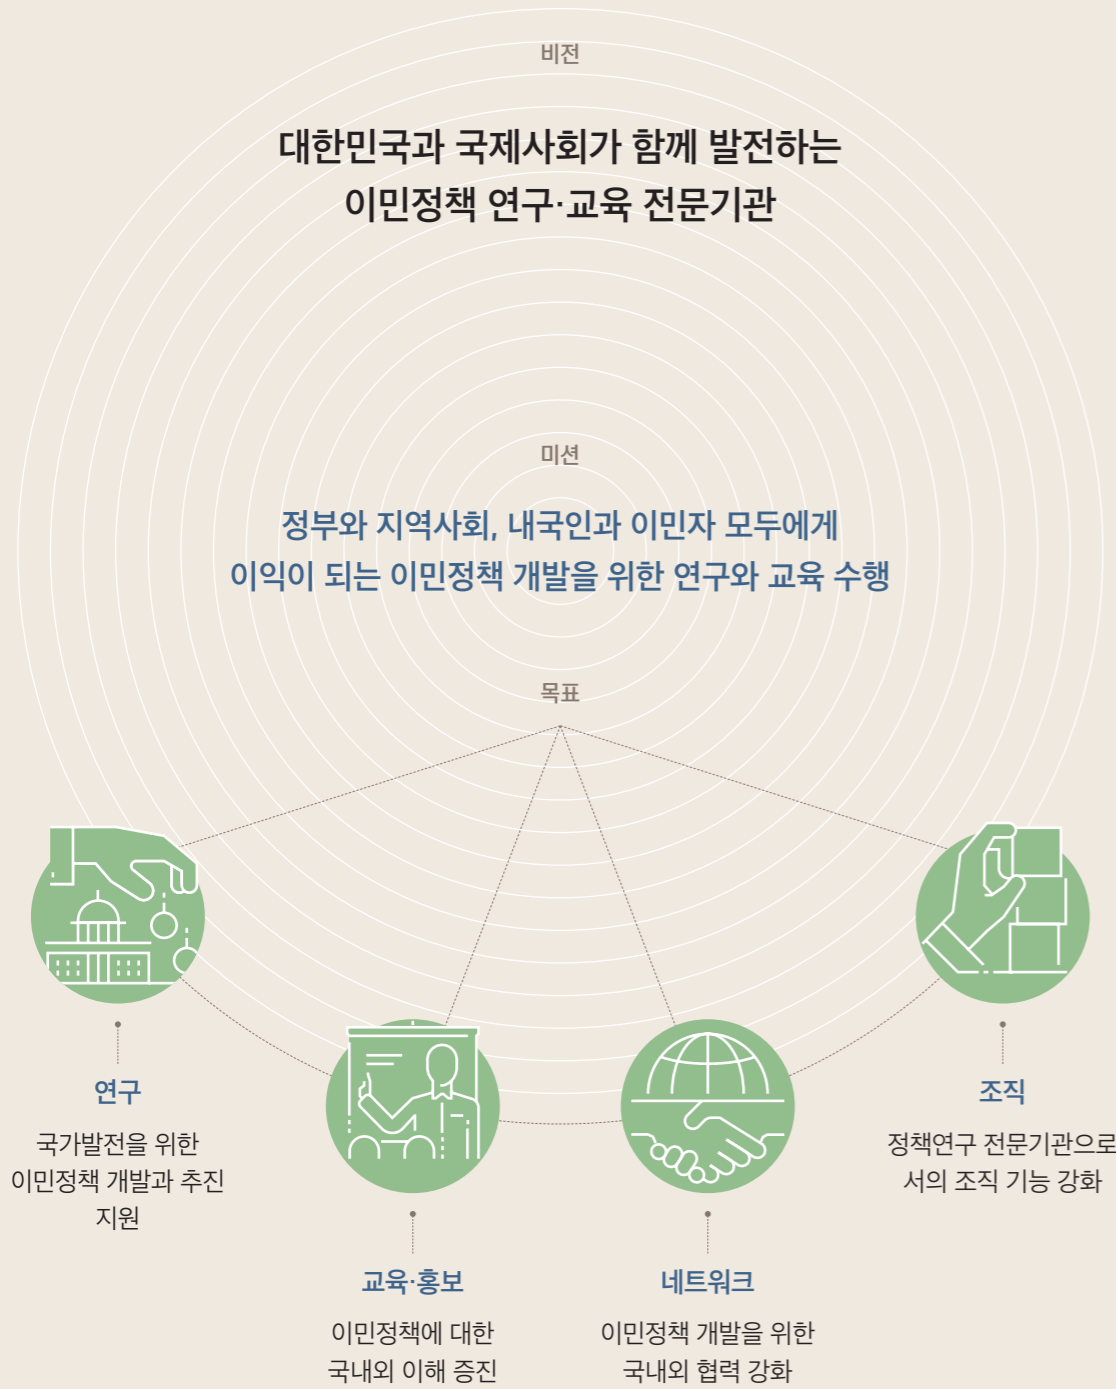 비전
대한민국과 국제사회가 함께 발전하는
이민정책 연구·교육 전문기관
미션
정부와 지역사회, 내국인과 이민자 모두에게
이익이 되는 이민정책 개발을 위한 연구와 교육 수행
목표
연구
국가발전을 위한
이민정책 개발과 추진
지원
교육·홍보
이민정책에 대한
국내외 이해 증진
네트워크
이민정책 개발을 위한
국내외 협력 강화
조직
정책연구 전문기관으로
서의 조직 기능 강화